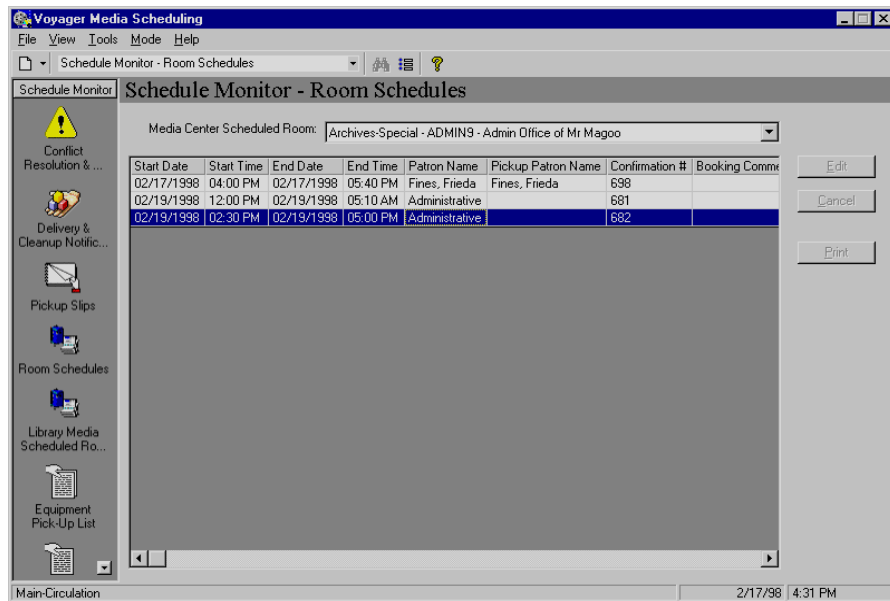 Voyager Media Scheduling
File View Tools Mode Help
Schedule Monitor - Room Schedules
Schedule Monitor
Schedule Monitor - Room Schedules
Media Center Scheduled Room: Archives-Special - ADMIN9 - Admin Office of Mr Magoo
Start Date Start Time End Date End Time Patron Name Pickup Patron Name Confirmation # Booking Comme
02/17/1998 04:00 PM 02/17/1998 05:40 PM Fines, Frieda Fines, Frieda 698
02/19/1998 12:00 PM 02/19/1998 05:10 AM Administrative 681
02/19/1998 02:30 PM 02/19/1998 05:00 PM Administrative 682
Edit
Cancel
Print
Conflict
Resolution & ...
Delivery &
Cleanup Notific...
Pickup Slips
Room Schedules
Library Media
Scheduled Ro...
Equipment
Pick-Up List
Main-Circulation 2/17/98 4:31 PM